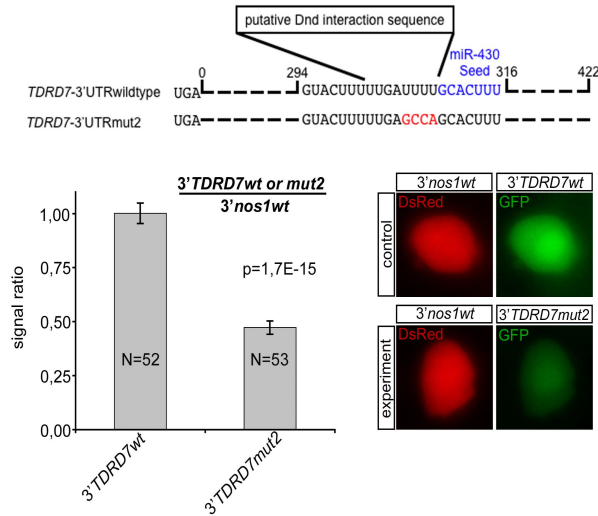 putative Dnd interaction sequence
miR-430
Seed
0 294 316 422
TDRD7-3'UTRwildtype UGA GUACUUUUUGAUUUUGCACUUU
TDRD7-3'UTRmut2 UGA GUACUUUUUGAGCCAGCACUUU
3'TDRD7wt or mut2
3'nos1wt
signal ratio
1,00
0,75
0,50
0,25
0,00
p=1,7E-15
N=52
N=53
3'TDRD7wt
3'TDRD7mut2
3'nos1wt 3'TDRD7wt
control
DsRed GFP
3'nos1wt 3'TDRD7mut2
experiment
DsRed GFP